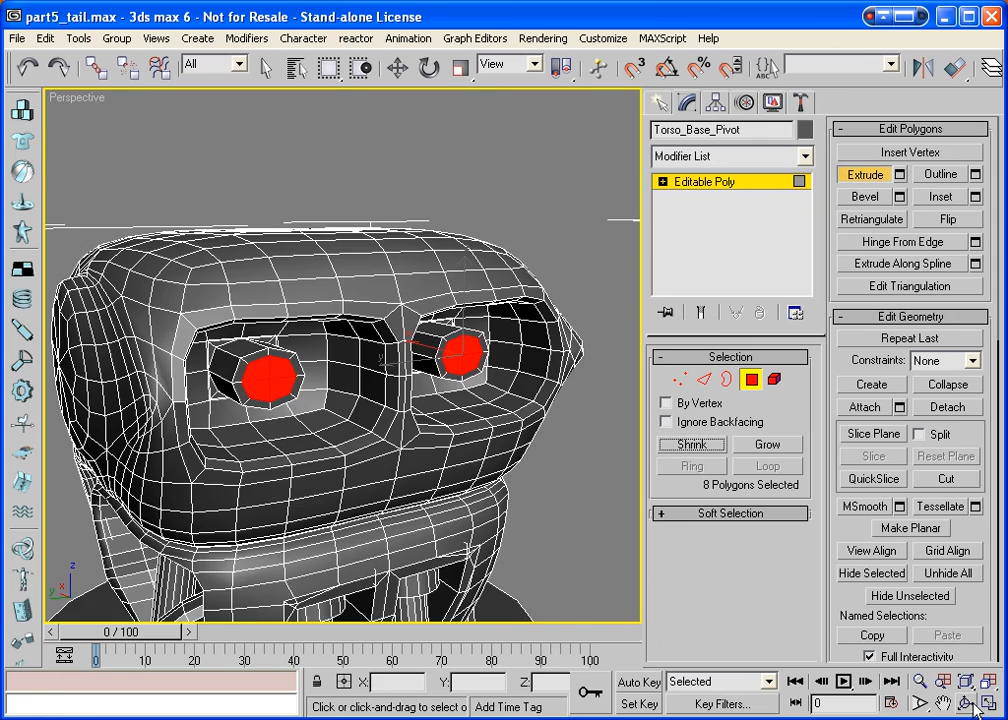 part5_tail.max - 3ds max 6 - Not for Resale - Stand-alone License
File Edit Tools Group Views Create Modifiers Character reactor Animation Graph Editors Rendering Customize MAXScript Help
All View
Perspective
Torso_Base_Pivot
Modifier List
Editable Poly
Selection
By Vertex
Ignore Backfacing
Shrink Grow
Ring Loop
8 Polygons Selected
Soft Selection
Edit Polygons
Insert Vertex
Extrude Outline
Bevel Inset
Retriangulate Flip
Hinge From Edge
Extrude Along Spline
Edit Triangulation
Edit Geometry
Repeat Last
Constraints: None
Create Collapse
Attach Detach
Slice Plane Split
Slice Reset Plane
QuickSlice Cut
MSmooth Tessellate
Make Planar
View Align Grid Align
Hide Selected Unhide All
Hide Unselected
Named Selections:
Copy Paste
Full Interactivity
z
x
y
0 / 100
0 10 20 30 40 50 60 70 80 90 100
X: Y: Z:
Auto Key Selected
Set Key Key Filters... 0
Click or click-and-drag to select o Add Time Tag